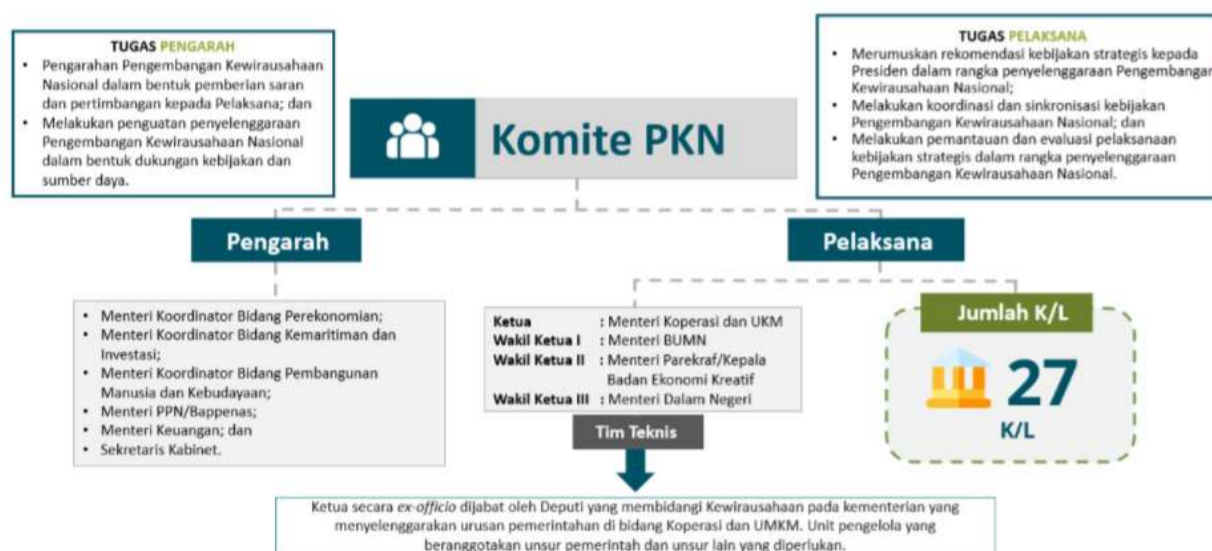 TUGAS PENGARAH
• Pengarahan Pengembangan Kewirausahaan
Nasional dalam bentuk pemberian saran
dan pertimbangan kepada Pelaksana; dan
• Melakukan penguatan penyelenggaraan
Pengembangan Kewirausahaan Nasional
dalam bentuk dukungan kebijakan dan
sumber daya.
Komite PKN
TUGAS PELAKSANA
• Merumuskan rekomendasi kebijakan strategis kepada
Presiden dalam rangka penyelenggaraan Pengembangan
Kewirausahaan Nasional;
• Melakukan koordinasi dan sinkronisasi kebijakan
Pengembangan Kewirausahaan Nasional; dan
• Melakukan pemantauan dan evaluasi pelaksanaan
kebijakan strategis dalam rangka penyelenggaraan
Pengembangan Kewirausahaan Nasional.
Pengarah
• Menteri Koordinator Bidang Perekonomian;
• Menteri Koordinator Bidang Kemaritiman dan
Investasi;
• Menteri Koordinator Bidang Pembangunan
Manusia dan Kebudayaan;
• Menteri PPN/Bappenas;
• Menteri Keuangan; dan
• Sekretaris Kabinet.
Pelaksana
Ketua : Menteri Koperasi dan UKM
Wakil Ketua I : Menteri BUMN
Wakil Ketua II : Menteri Parekraf/Kepala
Badan Ekonomi Kreatif
Wakil Ketua III : Menteri Dalam Negeri
Tim Teknis
Jumlah K/L
27
K/L
Ketua secara ex-officio dijabat oleh Deputi yang membidangi Kewirausahaan pada kementerian yang
menyelenggarakan urusan pemerintahan di bidang Koperasi dan UMKM. Unit pengelola yang
beranggotakan unsur pemerintah dan unsur lain yang diperlukan.